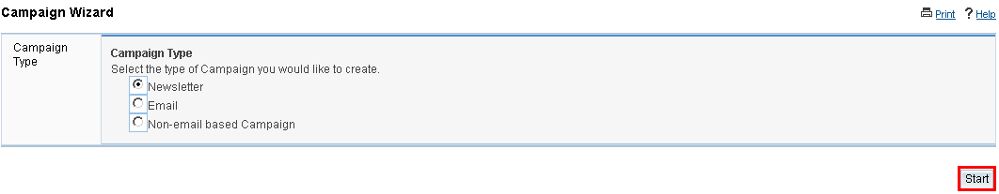 Campaign Wizard
Print ? Help
Campaign
Type
Campaign Type
Select the type of Campaign you would like to create.
Newsletter
Email
Non-email based Campaign
Start